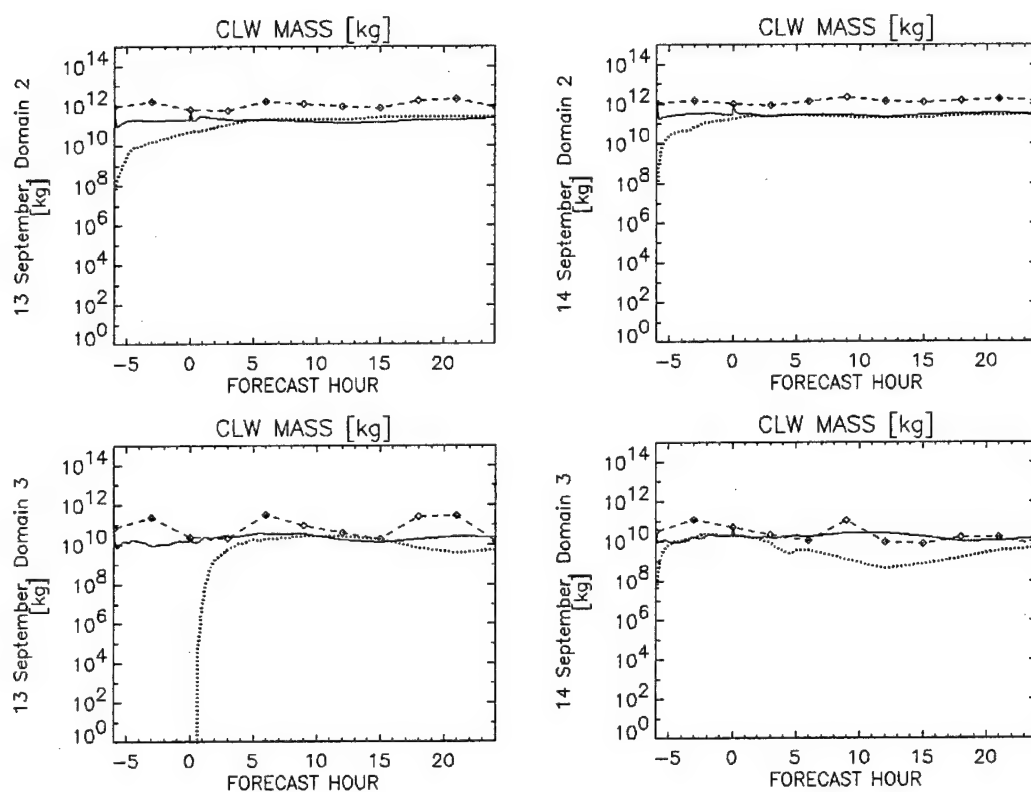 CLW MASS [kg]
13 September, Domain 2
[kg]
10^14
10^12
10^10
10^8
10^6
10^4
10^2
10^0
-5 0 5 10 15 20
FORECAST HOUR
CLW MASS [kg]
14 September, Domain 2
[kg]
10^14
10^12
10^10
10^8
10^6
10^4
10^2
10^0
-5 0 5 10 15 20
FORECAST HOUR
CLW MASS [kg]
13 September, Domain 3
[kg]
10^14
10^12
10^10
10^8
10^6
10^4
10^2
10^0
-5 0 5 10 15 20
FORECAST HOUR
CLW MASS [kg]
14 September, Domain 3
[kg]
10^14
10^12
10^10
10^8
10^6
10^4
10^2
10^0
-5 0 5 10 15 20
FORECAST HOUR